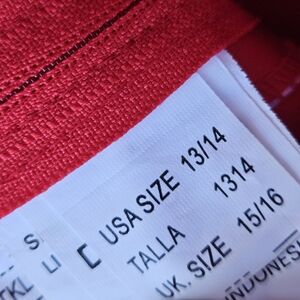 USA SIZE 13/14
TALLA 1314
UK. SIZE 15/16